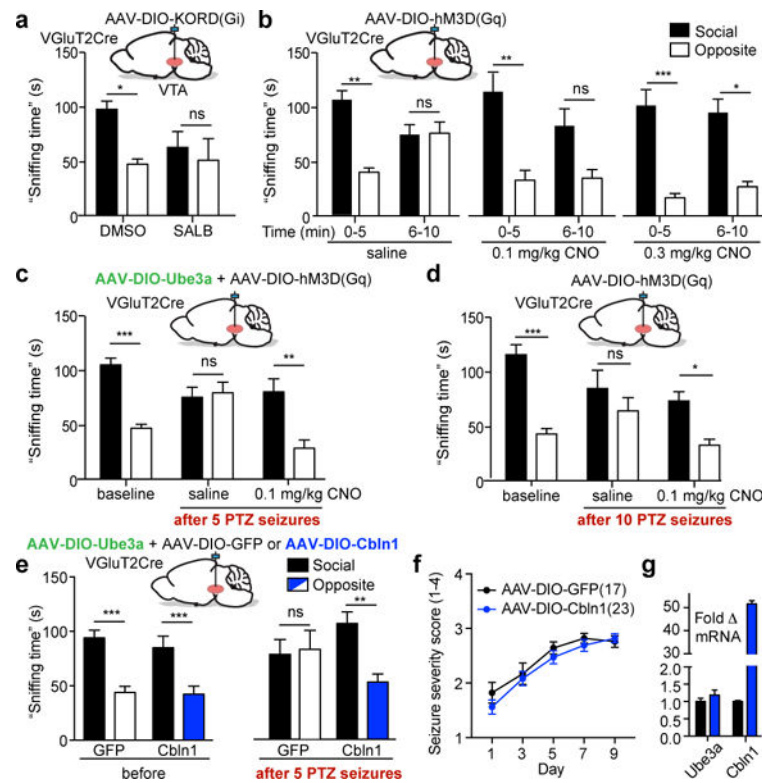 a
AAV-DIO-KORD(Gi)
VGluT2Cre
VTA
"Sniffing time" (s)
150
100
50
0
*
ns
DMSO
SALB
b
AAV-DIO-hM3D(Gq)
VGluT2Cre
Social
Opposite
"Sniffing time" (s)
150
100
50
0
**
ns
**
ns
***
*
Time (min)
0-5
6-10
0-5
6-10
0-5
6-10
saline
0.1 mg/kg CNO
0.3 mg/kg CNO
c
AAV-DIO-Ube3a + AAV-DIO-hM3D(Gq)
VGluT2Cre
"Sniffing time" (s)
150
100
50
0
***
ns
**
baseline
saline
0.1 mg/kg CNO
after 5 PTZ seizures
d
AAV-DIO-hM3D(Gq)
VGluT2Cre
"Sniffing time" (s)
150
100
50
0
***
ns
*
baseline
saline
0.1 mg/kg CNO
after 10 PTZ seizures
AAV-DIO-Ube3a + AAV-DIO-GFP or AAV-DIO-Cbln1
e
VGluT2Cre
Social
Opposite
"Sniffing time" (s)
150
100
50
0
***
***
ns
**
GFP
Cbln1
GFP
Cbln1
before
after 5 PTZ seizures
f
Seizure severity score (1-4)
4
3
2
1
AAV-DIO-GFP(17)
AAV-DIO-Cbln1(23)
1
3
5
7
9
Day
g
Fold Δ
mRNA
50
40
30
1.0
0.5
0
Ube3a
Cbln1